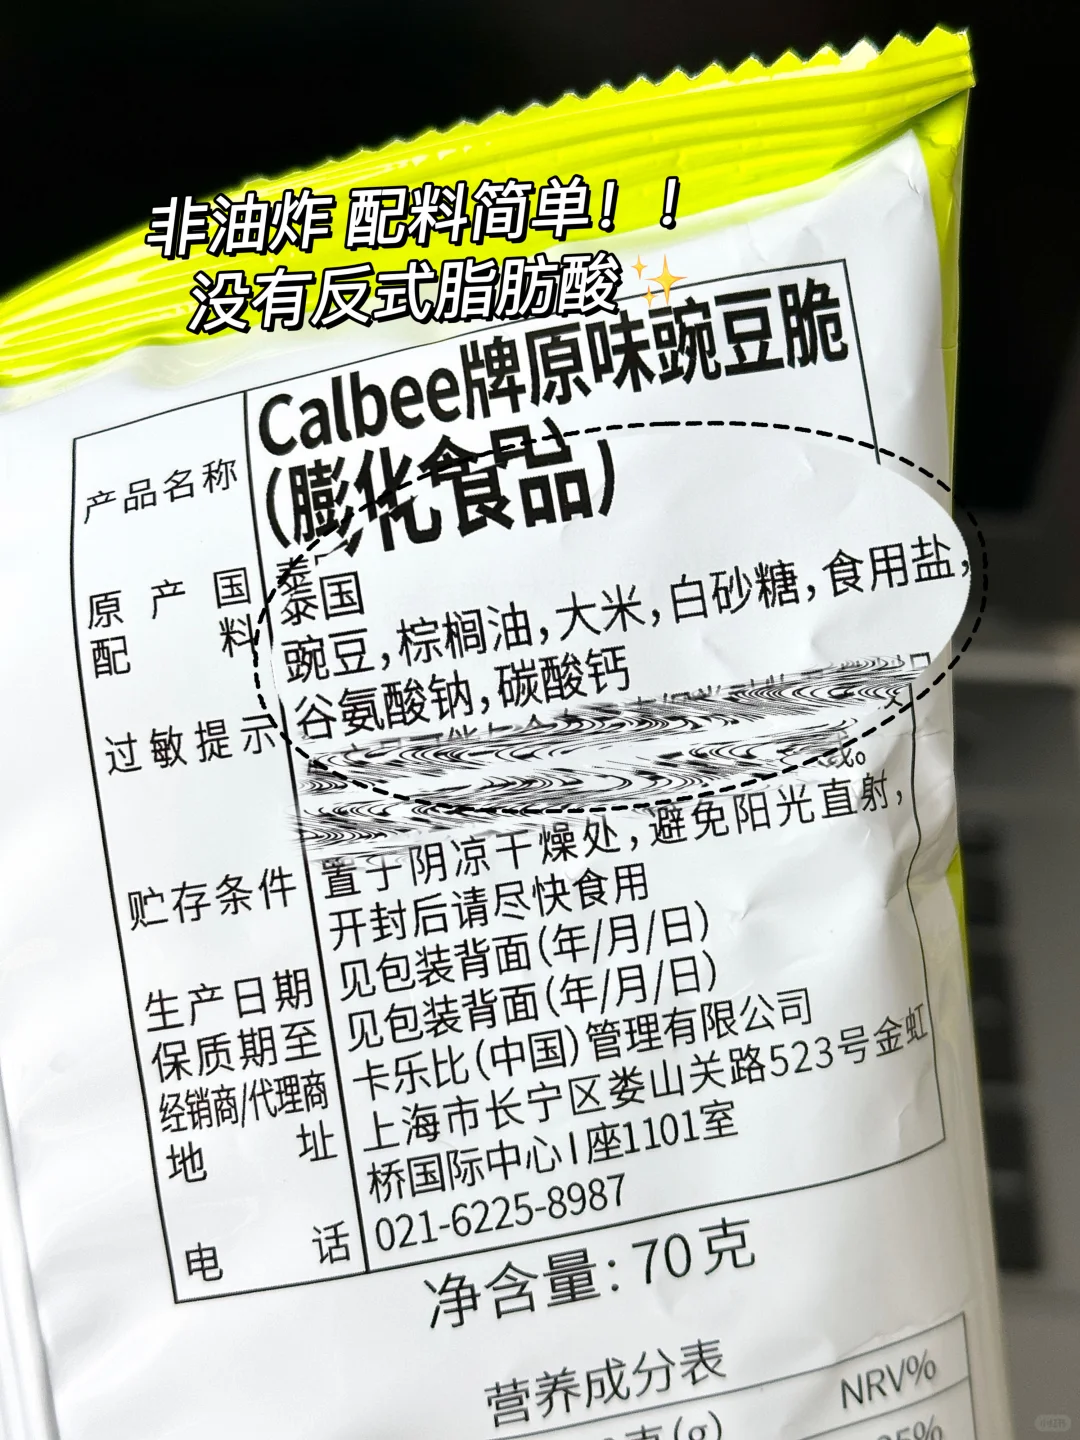 非油炸 配料简单！！
没有反式脂肪酸✨
产品名称 Calbee牌原味豌豆脆
(膨化食品)
原产国 泰国
配料 豌豆,棕榈油,大米,白砂糖,食用盐,
谷氨酸钠,碳酸钙
过敏提示
线。
贮存条件 置于阴凉干燥处,避免阳光直射,
开封后请尽快食用
生产日期 见包装背面(年/月/日)
保质期至 见包装背面(年/月/日)
经销商/代理商 卡乐比(中国)管理有限公司
地址 上海市长宁区娄山关路523号金虹
桥国际中心I座1101室
电话 021-6225-8987
净含量:70克
营养成分表
NRV%
克(g)